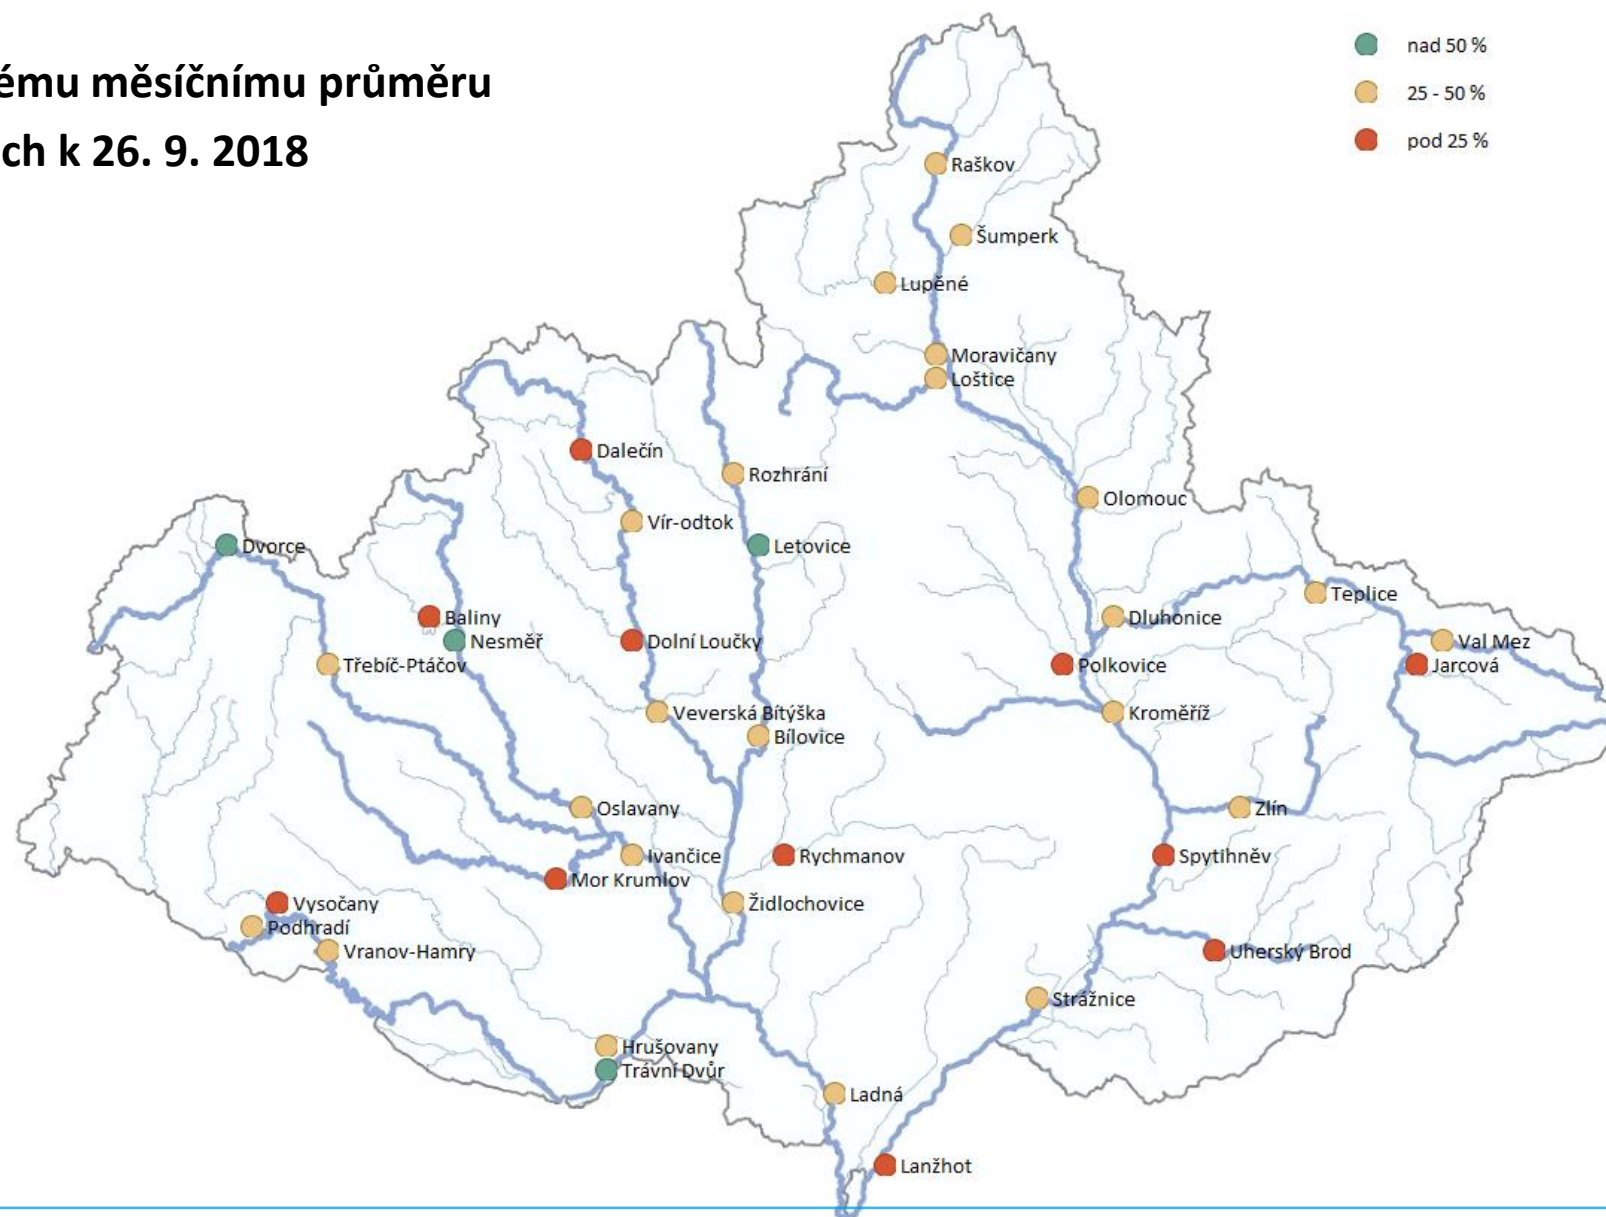 ému měsíčnímu průměru
ch k 26. 9. 2018
nad 50 %
25 - 50 %
pod 25 %
Raškov
Šumperk
Lupěné
Moravičany
Loštice
Dalečín
Rozhrání
Olomouc
Vír-odtok
Dvorce
Letovice
Teplice
Baliny
Dluhonice
Nesměř
Dolní Loučky
Val Mez
Třebíč-Ptáčov
Polkovice
Jarcová
Veverská Bítýška
Kroměříž
Bílovice
Oslavany
Zlín
Ivančice
Rychmanov
Spytihněv
Mor Krumlov
Vysočany
Židlochovice
Podhradí
Vranov-Hamry
Uherský Brod
Strážnice
Hrušovany
Trávní Dvůr
Ladná
Lanžhot